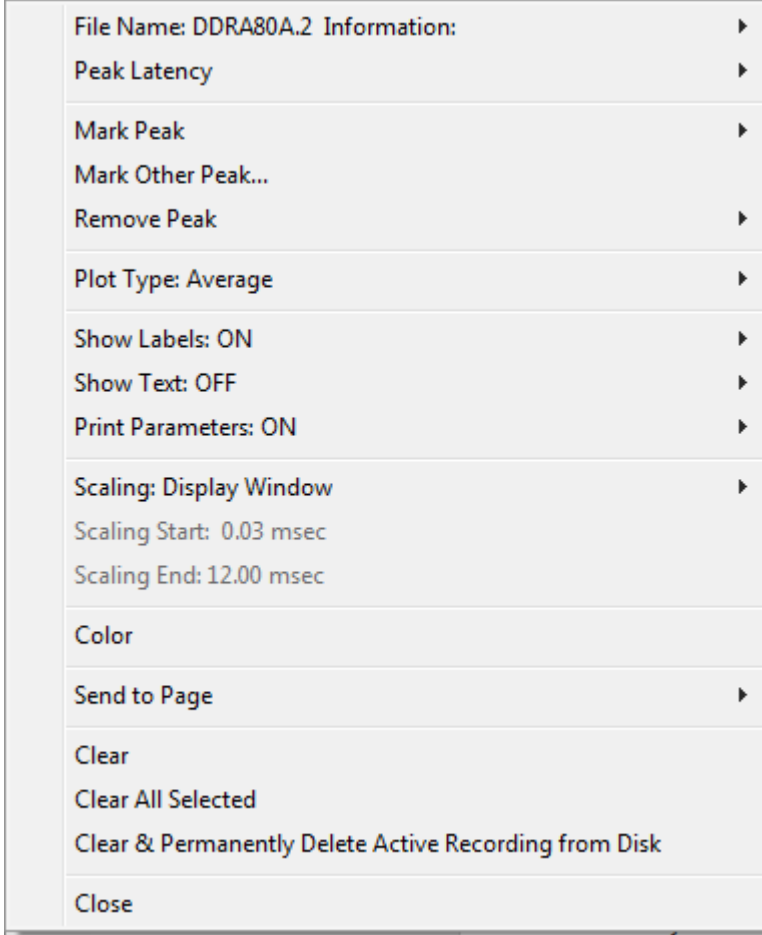 File Name: DDRA80A.2  Information:
Peak Latency
Mark Peak
Mark Other Peak...
Remove Peak
Plot Type: Average
Show Labels: ON
Show Text: OFF
Print Parameters: ON
Scaling: Display Window
Scaling Start:  0.03 msec
Scaling End: 12.00 msec
Color
Send to Page
Clear
Clear All Selected
Clear & Permanently Delete Active Recording from Disk
Close